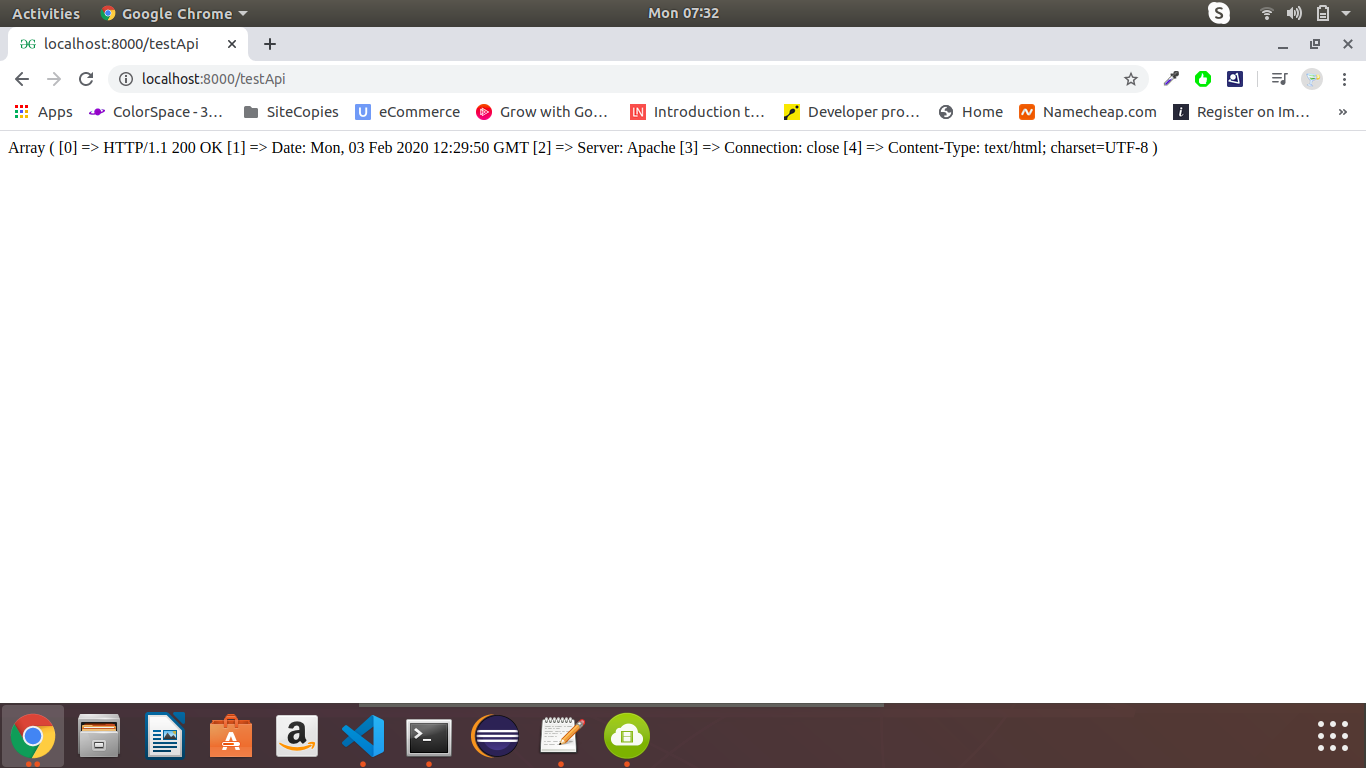 Activities Google Chrome Mon 07:32
localhost:8000/testApi
localhost:8000/testApi
Apps ColorSpace - 3... SiteCopies U eCommerce Grow with Go... IN Introduction t... Developer pro... Home Namecheap.com i Register on Im... »
Array ( [0] => HTTP/1.1 200 OK [1] => Date: Mon, 03 Feb 2020 12:29:50 GMT [2] => Server: Apache [3] => Connection: close [4] => Content-Type: text/html; charset=UTF-8 )